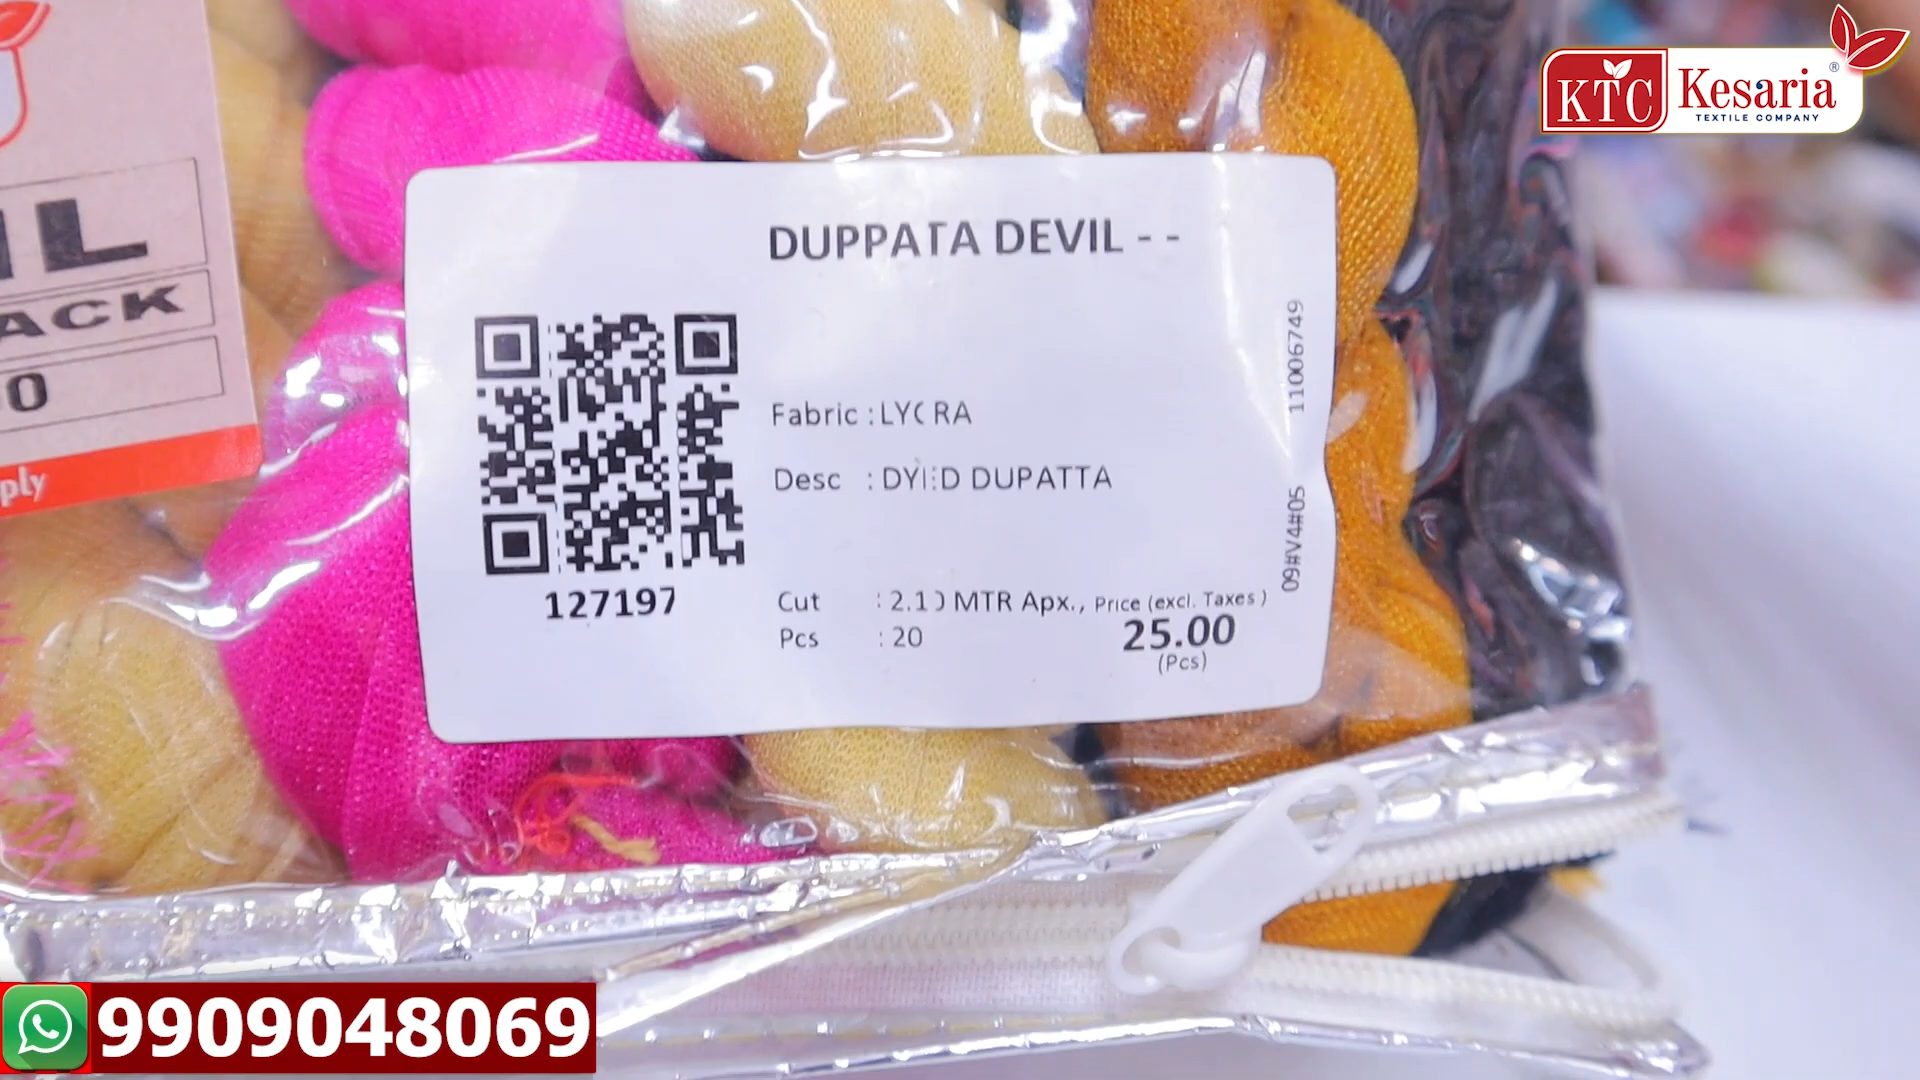 KTC Kesaria®
TEXTILE COMPANY
IL
ACK
0
ply
DUPPATA DEVIL - -
Fabric : LYCRA
Desc : DYED DUPATTA
127197
Cut : 2.10 MTR Apx., Price (excl. Taxes )
Pcs : 20
25.00
(Pcs)
11006749
09#V4#05
9909048069